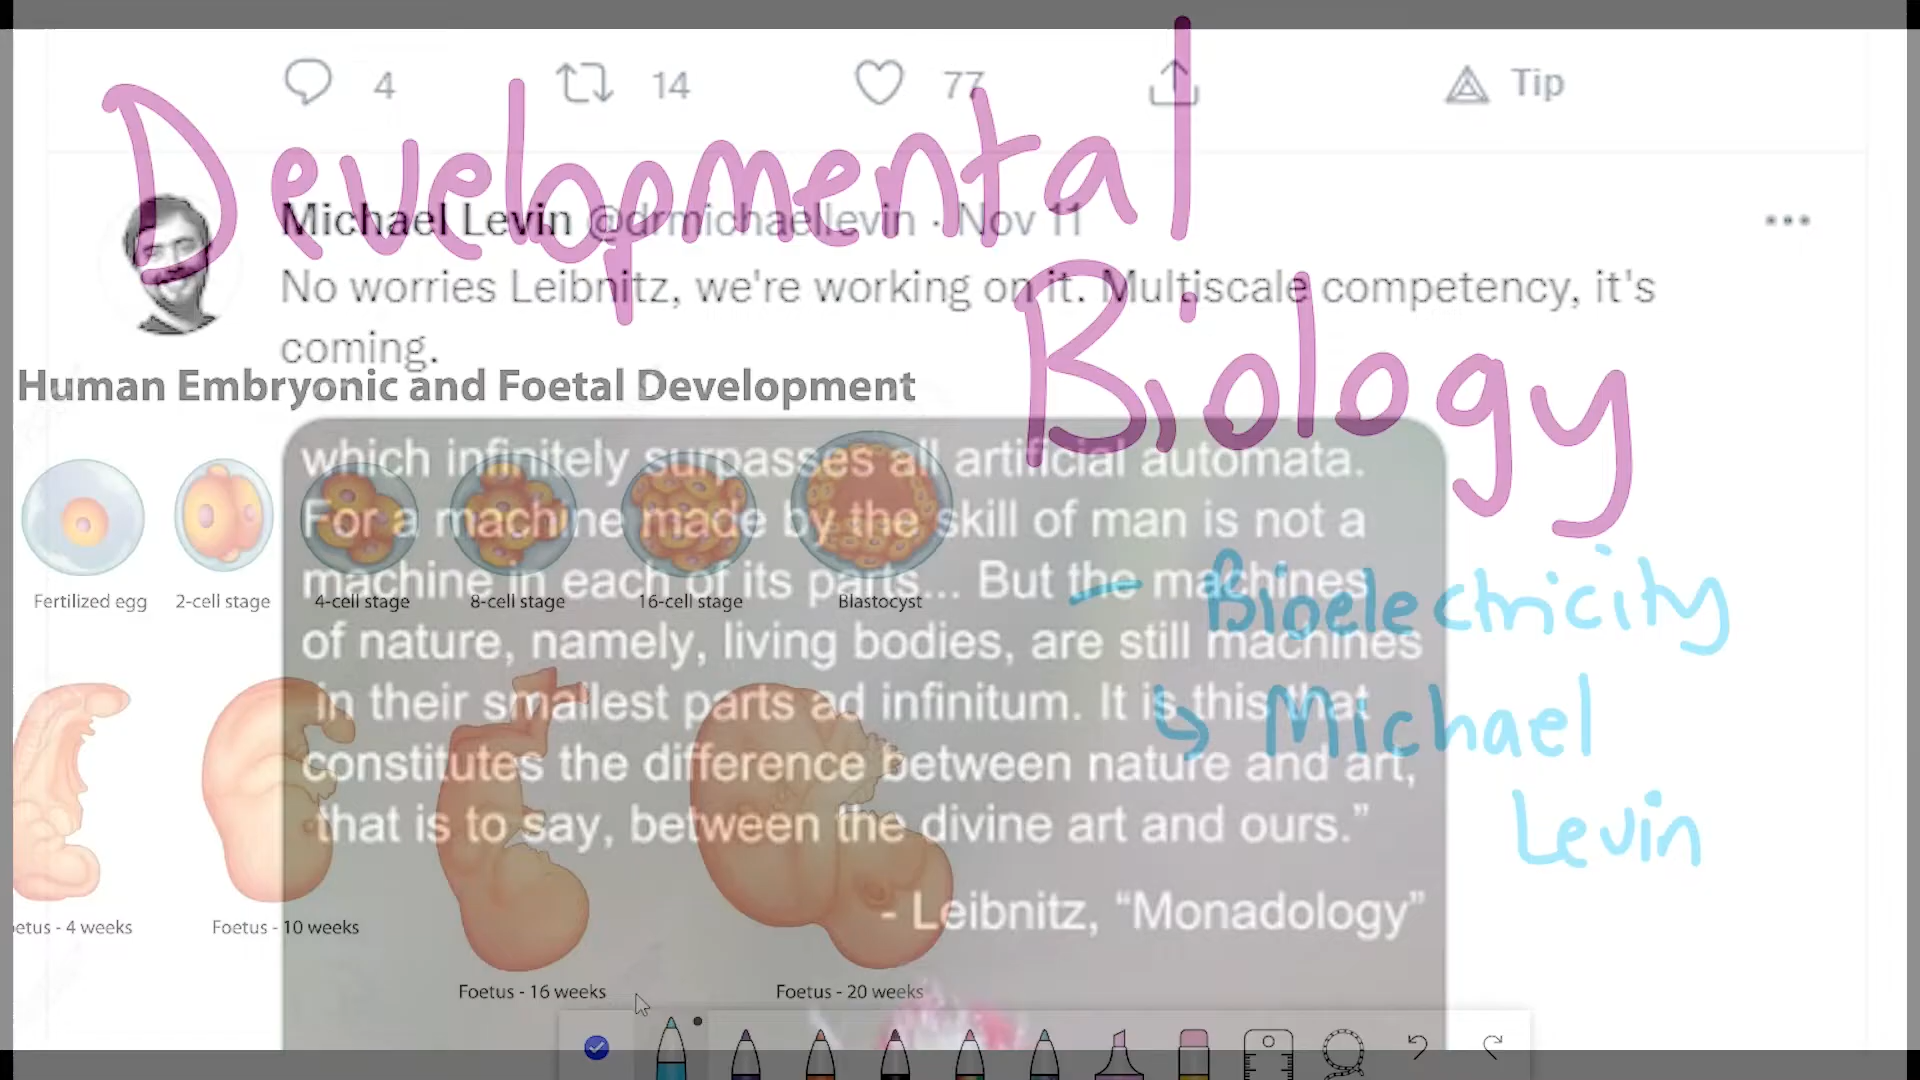 4 14 77 Tip
Developmental
Biology
Michael Levin @drmichaellevin · Nov 11
No worries Leibnitz, we're working on it. Multiscale competency, it's
coming.
Human Embryonic and Foetal Development
which infinitely surpasses all artificial automata.
For a machine made by the skill of man is not a
machine in each of its parts... But the machines
of nature, namely, living bodies, are still machines
in their smallest parts ad infinitum. It is this that
constitutes the difference between nature and art,
that is to say, between the divine art and ours.”
- Leibnitz, “Monadology”
Fertilized egg 2-cell stage 4-cell stage 8-cell stage 16-cell stage Blastocyst
- Bioelectricity
↳ Michael
Levin
etus - 4 weeks Foetus - 10 weeks
Foetus - 16 weeks Foetus - 20 weeks